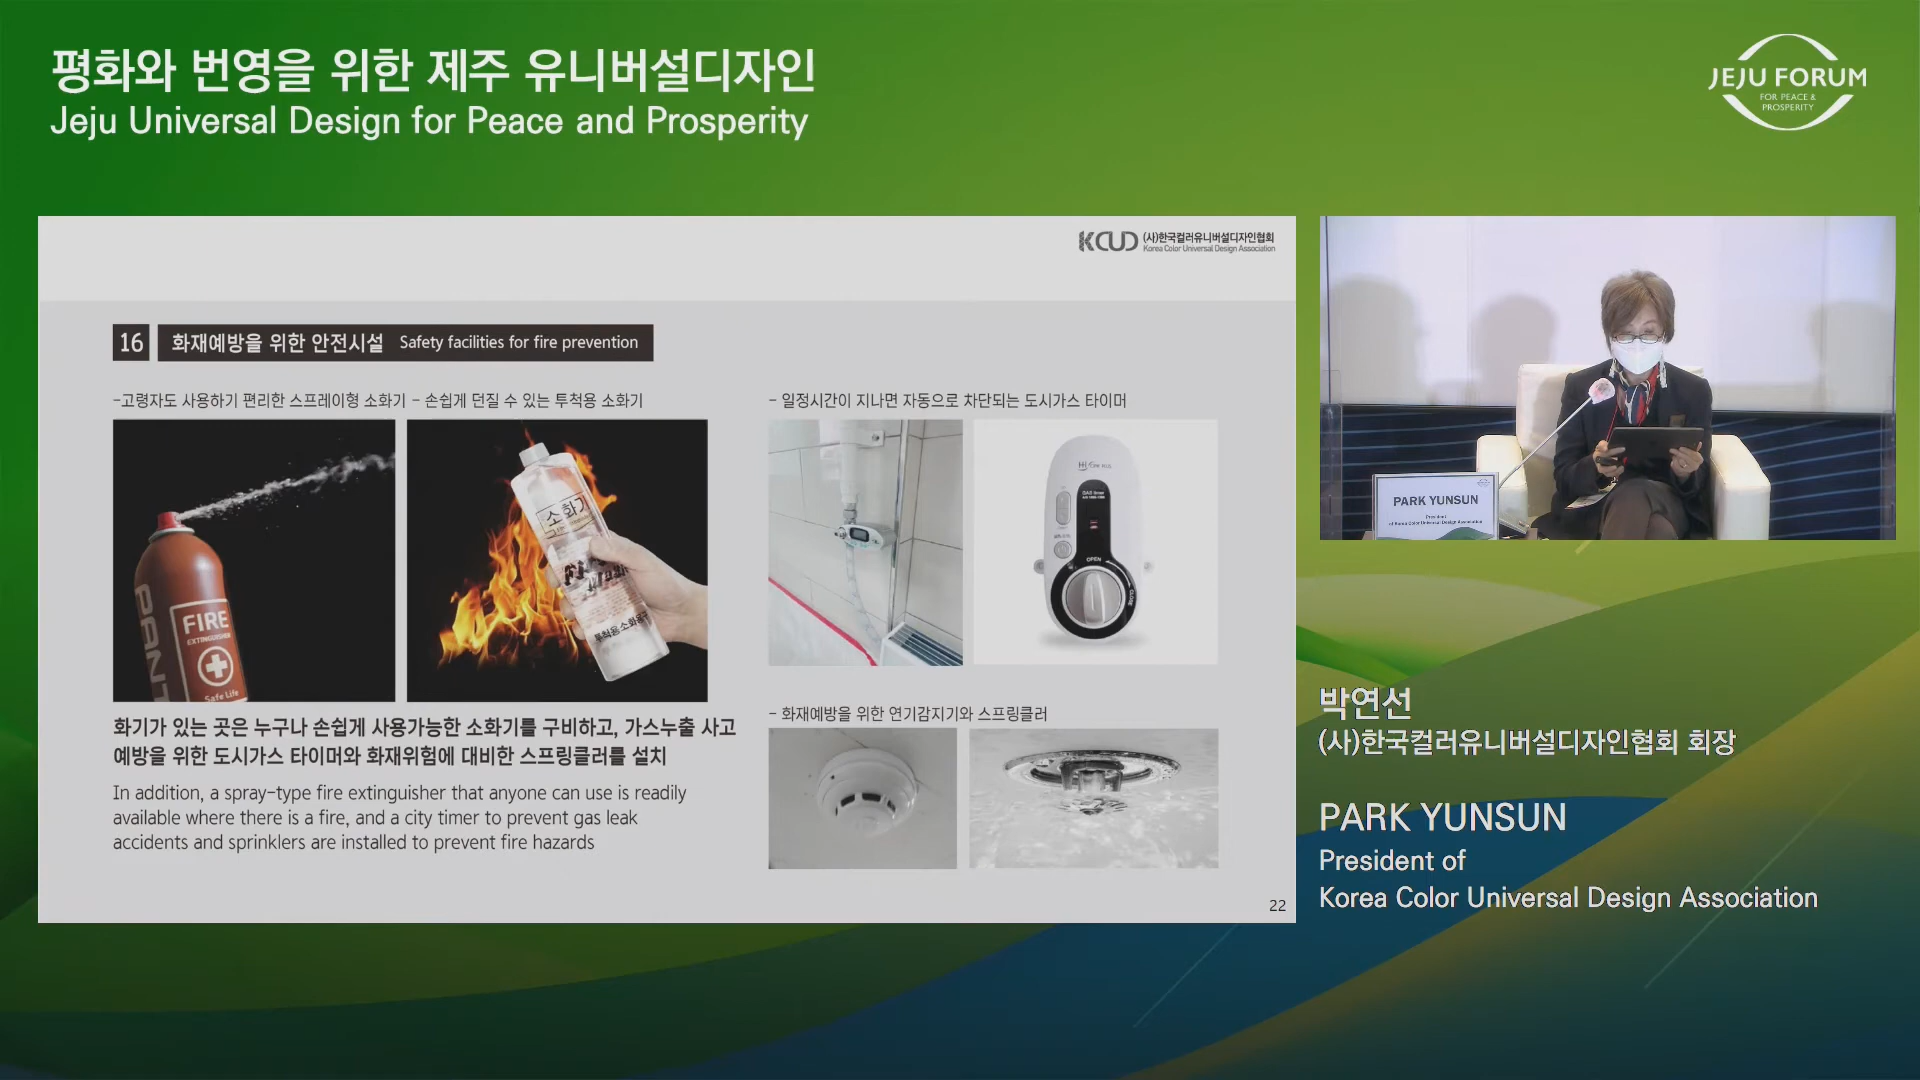 평화와 번영을 위한 제주 유니버설디자인
Jeju Universal Design for Peace and Prosperity
JEJU FORUM
FOR PEACE &
PROSPERITY
KCUD (사)한국컬러유니버설디자인협회
Korea Color Universal Design Association
16 화재예방을 위한 안전시설 Safety facilities for fire prevention
-고령자도 사용하기 편리한 스프레이형 소화기 - 손쉽게 던질 수 있는 투척용 소화기
FIRE
EXTINGUISHER
Safe Life
소화기
투척용소화용구
화기가 있는 곳은 누구나 손쉽게 사용가능한 소화기를 구비하고, 가스누출 사고
예방을 위한 도시가스 타이머와 화재위험에 대비한 스프링클러를 설치
In addition, a spray-type fire extinguisher that anyone can use is readily
available where there is a fire, and a city timer to prevent gas leak
accidents and sprinklers are installed to prevent fire hazards
- 일정시간이 지나면 자동으로 차단되는 도시가스 타이머
GAS timer
OPEN
CLOSE
- 화재예방을 위한 연기감지기와 스프링클러
22
PARK YUNSUN
President
of Korea Color Universal Design Association
박연선
(사)한국컬러유니버설디자인협회 회장
PARK YUNSUN
President of
Korea Color Universal Design Association